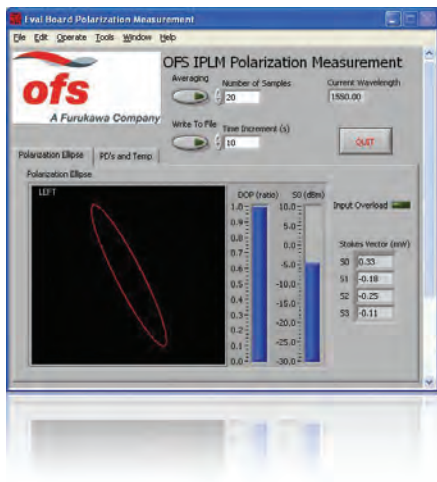 Eval Board Polarization Measurement
File Edit Operate Tools Window Help
ofs
A Furukawa Company
OFS IPLM Polarization Measurement
Averaging
Number of Samples
20
Current Wavelength
1550.00
Write To File
Time Increment (s)
10
QUIT
Polarization Ellipse
PD's and Temp
Polarization Ellipse
LEFT
DOP (ratio)
1.0
0.9
0.8
0.7
0.6
0.5
0.4
0.3
0.2
0.1
0.0
S0 (dBm)
10.0
5.0
0.0
-5.0
-10.0
-15.0
-20.0
-25.0
-30.0
Input Overload
Stokes Vector (mW)
S0 0.33
S1 -0.18
S2 -0.25
S3 -0.11